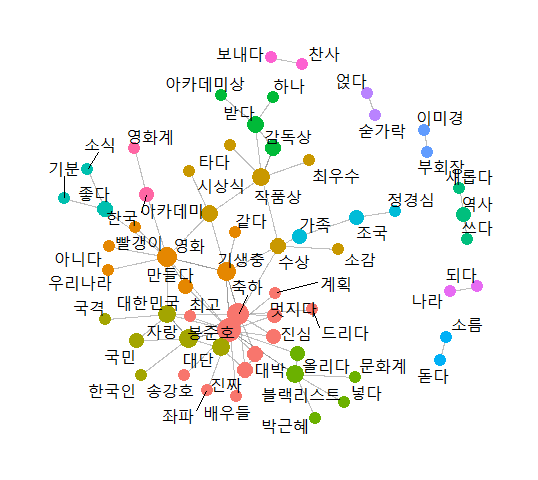 보내다
찬사
아카데미상
하나
얹다
받다
숟가락
이미경
영화계
감독상
소식
부회장
타다
기분
최우수
새롭다
시상식
좋다
작품상
정경심
역사
아카데미
한국
같다
가족
쓰다
조국
빨갱이
영화
아니다
기생충
수상
소감
만들다
되다
우리나라
축하
계획
나라
국격
대한민국
최고
멋지다
소름
자랑
봉준호
진심
드리다
국민
대단
대박
올리다
문화계
돋다
한국인
송강호
진짜
블랙리스트
넣다
좌파
배우들
박근혜